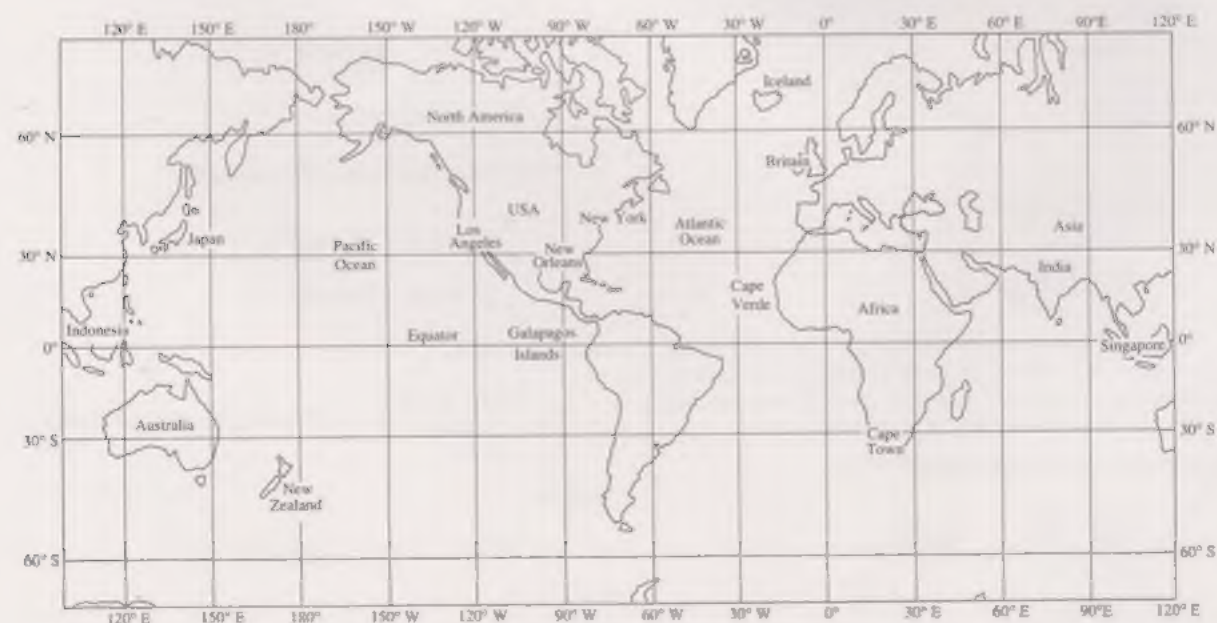 120° E 150° E 180° 150° W 120° W 90° W 60° W 30° W 0° 30° E 60° E 90° E 120° E
Iceland
North America
60° N 60° N
Britain
USA New York Atlantic
Ocean
Los
Angeles
Asia
Japan Pacific
Ocean
New
Orleans
30° N 30° N
India
Cape
Verde
Africa
Indonesia Equator Galapagos
Islands
0° 0°
Singapore
Australia
30° S 30° S
Cape
Town
New
Zealand
60° S 60° S
120° E 150° E 180° 150° W 120° W 90° W 60° W 30° W 0° 30° E 60° E 90°E 120° E